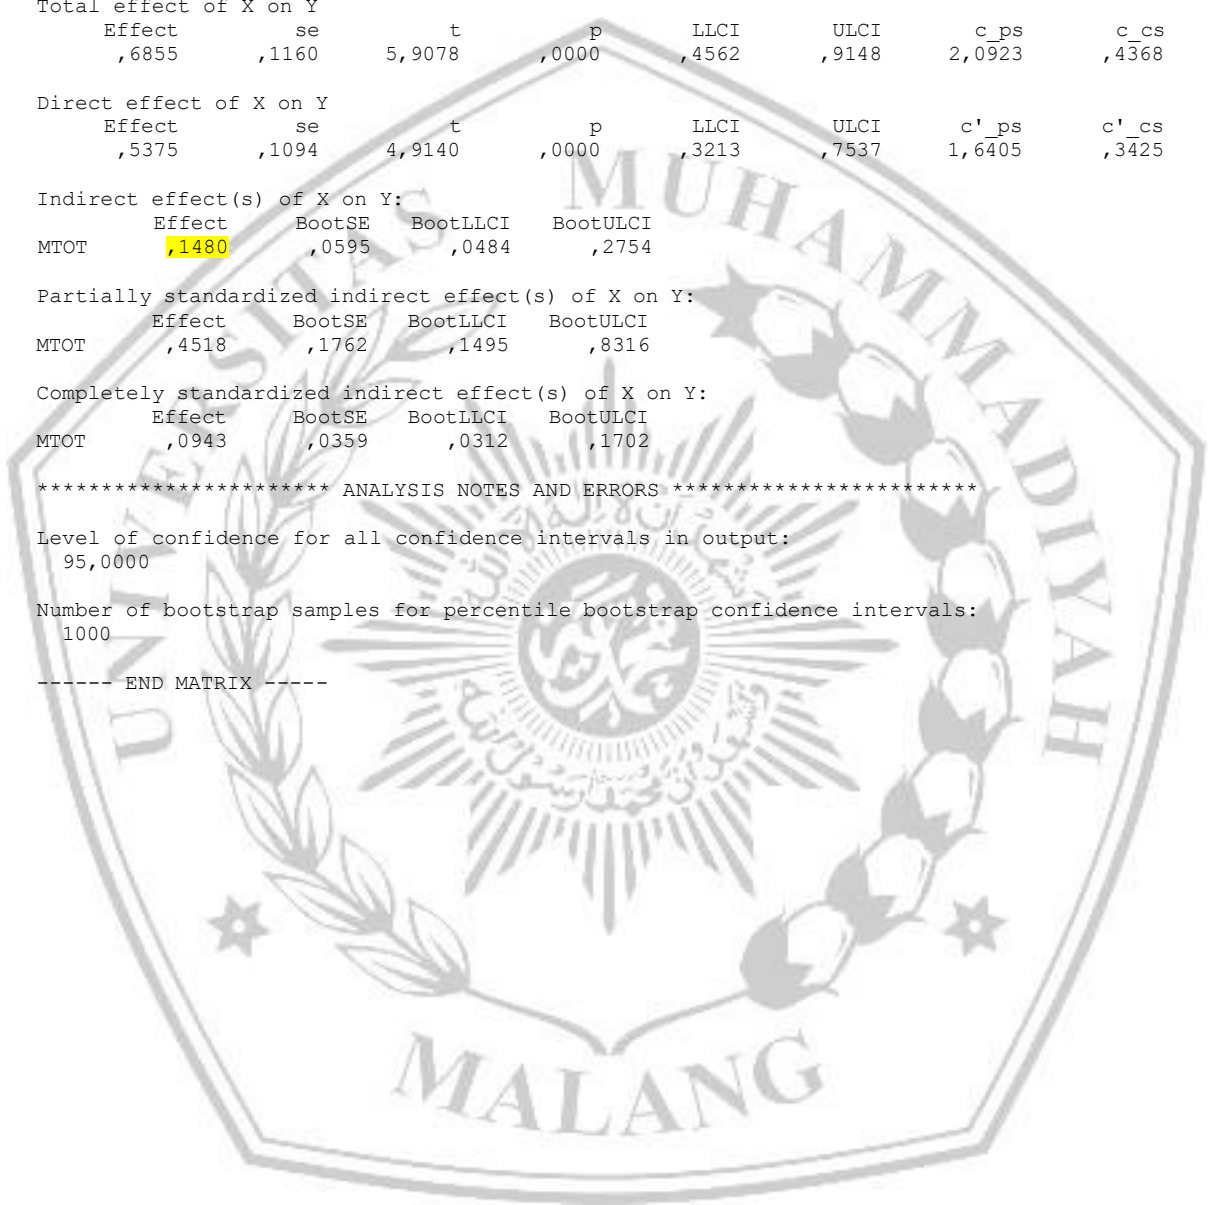 Total effect of X on Y
Effect se t p LLCI ULCI c_ps c_cs
,6855 ,1160 5,9078 ,0000 ,4562 ,9148 2,0923 ,4368
Direct effect of X on Y
Effect se t p LLCI ULCI c'_ps c'_cs
,5375 ,1094 4,9140 ,0000 ,3213 ,7537 1,6405 ,3425
Indirect effect(s) of X on Y:
Effect BootSE BootLLCI BootULCI
MTOT ,1480 ,0595 ,0484 ,2754
Partially standardized indirect effect(s) of X on Y:
Effect BootSE BootLLCI BootULCI
MTOT ,4518 ,1762 ,1495 ,8316
Completely standardized indirect effect(s) of X on Y:
Effect BootSE BootLLCI BootULCI
MTOT ,0943 ,0359 ,0312 ,1702
*********************** ANALYSIS NOTES AND ERRORS ************************
Level of confidence for all confidence intervals in output:
95,0000
Number of bootstrap samples for percentile bootstrap confidence intervals:
1000
------ END MATRIX -----
UNIVERSITAS MUHAMMADIYAH
MALANG